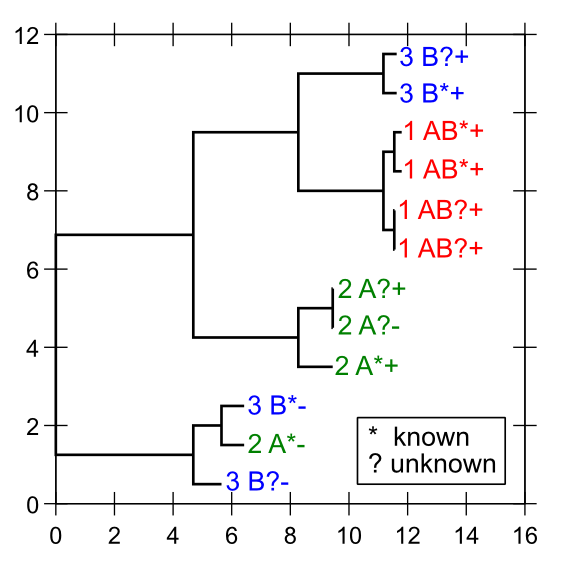 12
3 B?+
3 B*+
10
1 AB*+
1 AB*+
8
1 AB?+
1 AB?+
6
2 A?+
2 A?-
4
2 A*+
3 B*-
2
2 A*-
3 B?-
* known
? unknown
0
0 2 4 6 8 10 12 14 16